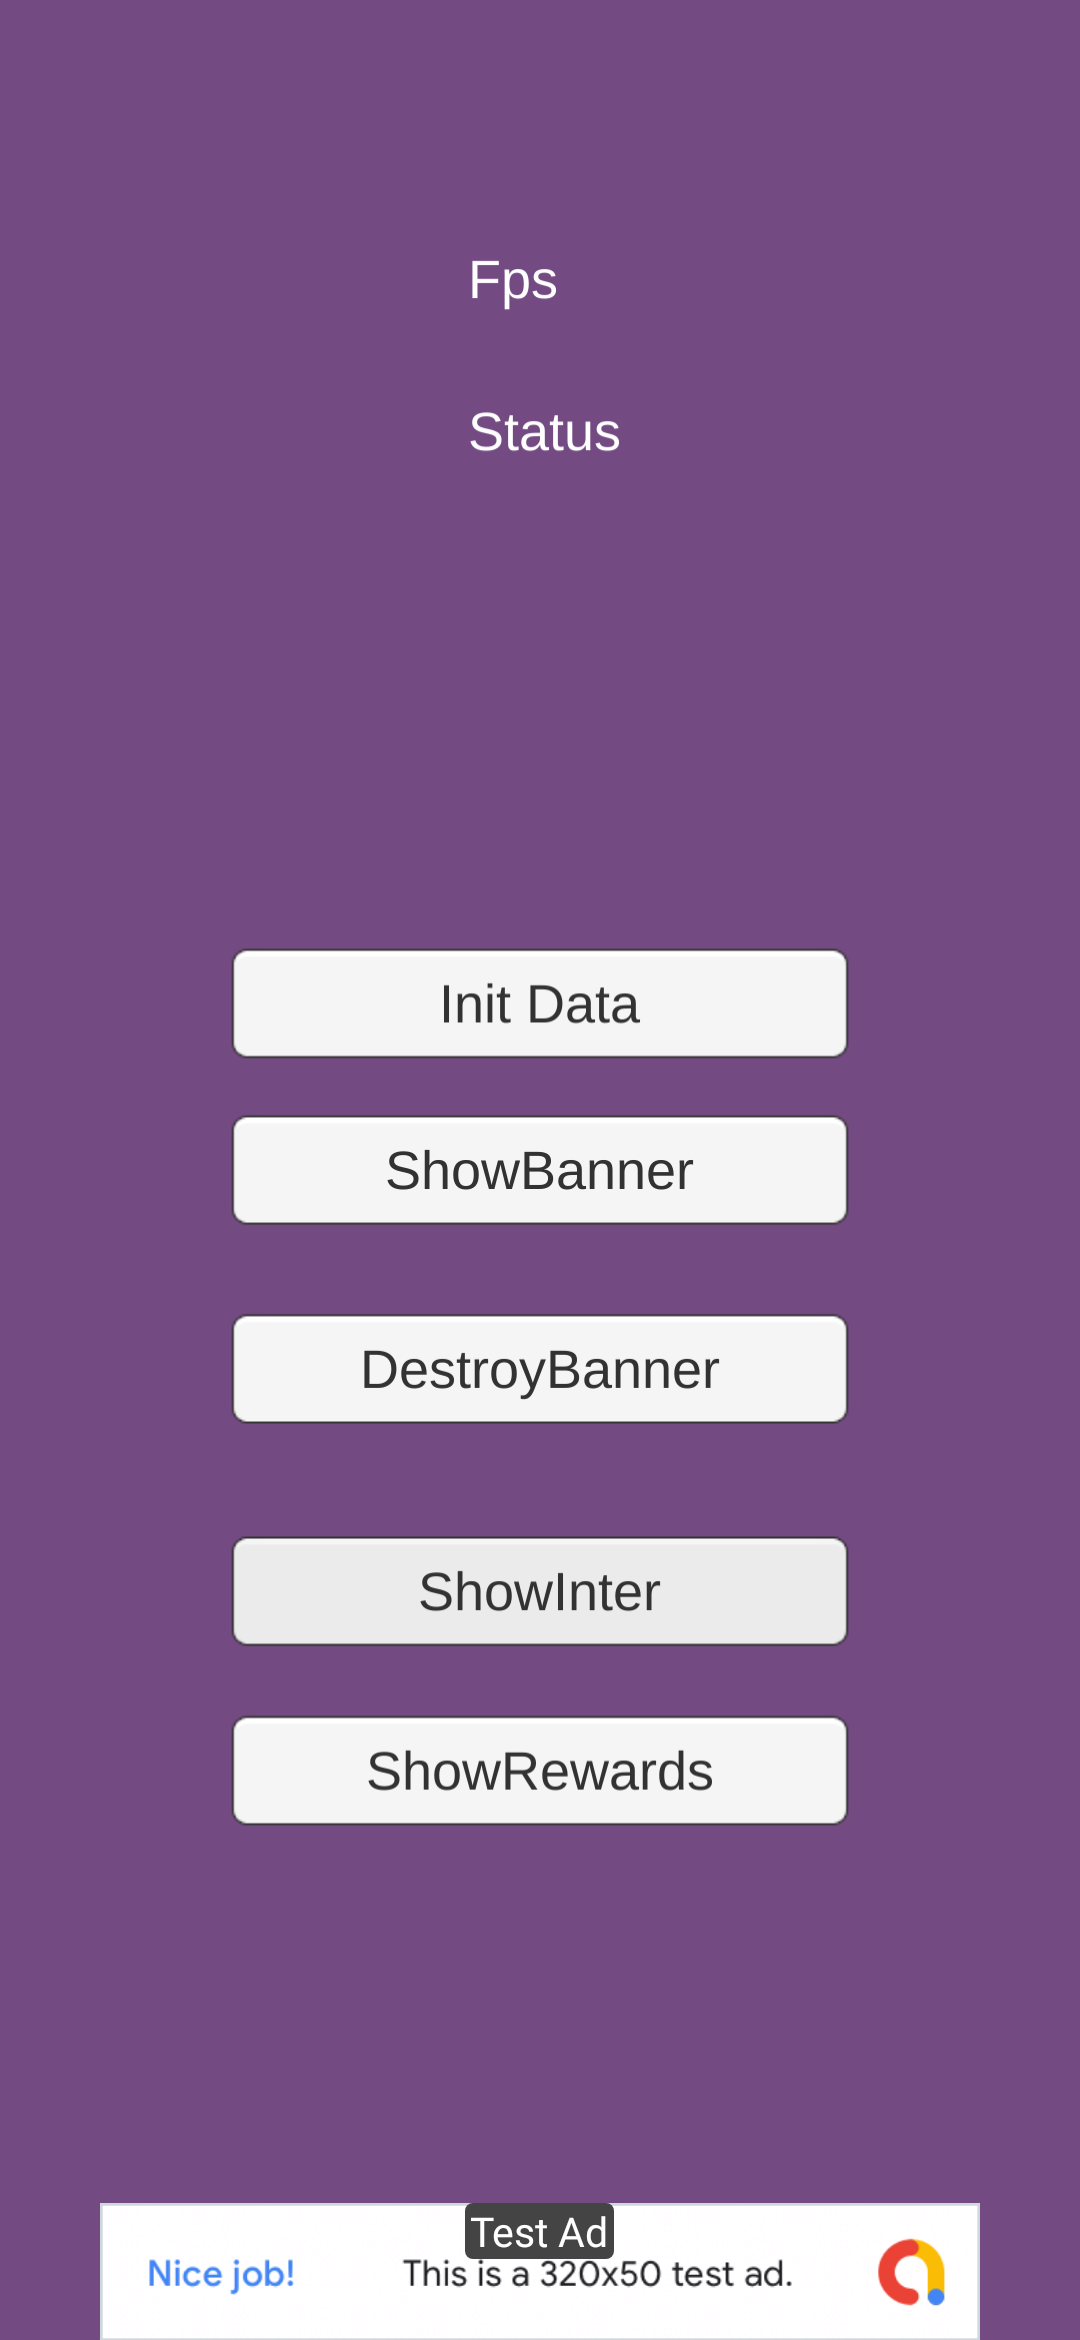 Fps
Status
Init Data
ShowBanner
DestroyBanner
ShowInter
ShowRewards
Test Ad
Nice job! This is a 320x50 test ad.